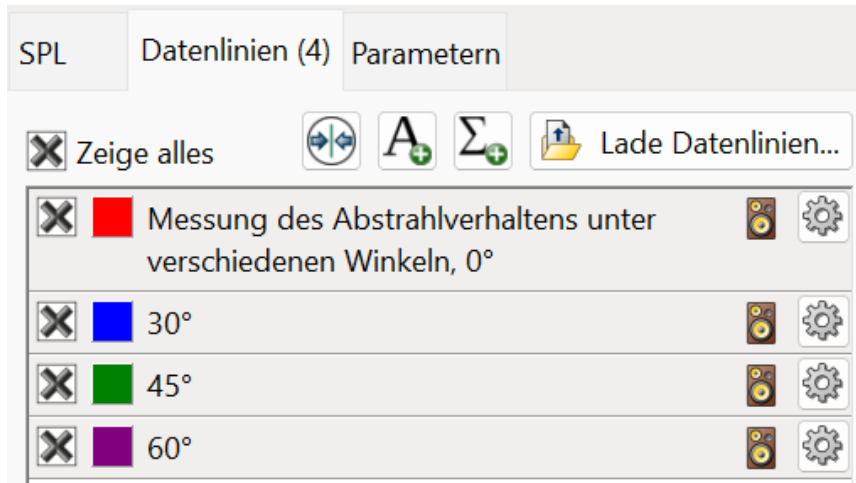 SPL Datenlinien (4) Parametern
Zeige alles Lade Datenlinien...
Messung des Abstrahlverhaltens unter
verschiedenen Winkeln, 0°
30°
45°
60°